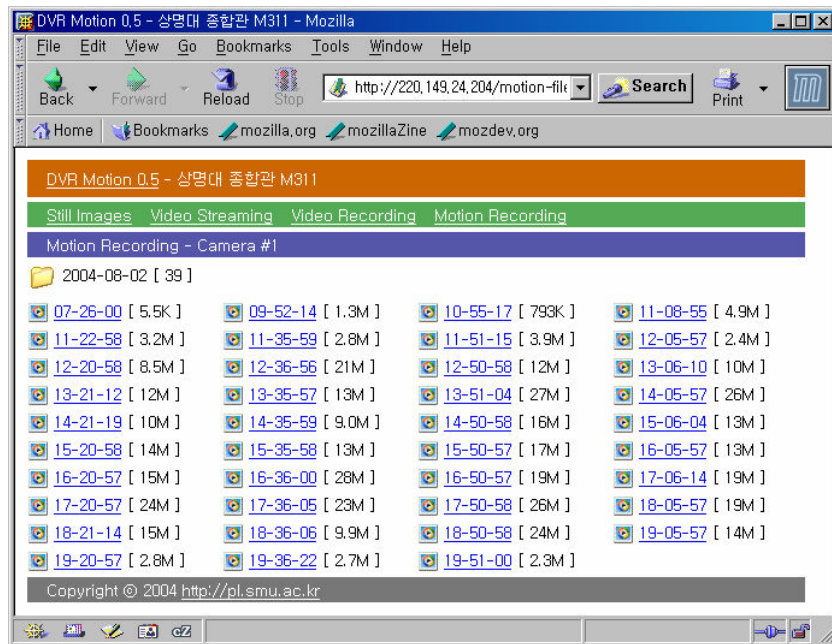 DVR Motion 0.5 - 상명대 종합관 M311 - Mozilla
File Edit View Go Bookmarks Tools Window Help
Back Forward Reload Stop http://220.149.24.204/motion-file Search Print
Home Bookmarks mozilla.org mozillaZine mozdev.org
DVR Motion 0.5 - 상명대 종합관 M311
Still Images Video Streaming Video Recording Motion Recording
Motion Recording - Camera #1
2004-08-02 [ 39 ]
07-26-00 [ 5.5K ] 09-52-14 [ 1.3M ] 10-55-17 [ 793K ] 11-08-55 [ 4.9M ]
11-22-58 [ 3.2M ] 11-35-59 [ 2.8M ] 11-51-15 [ 3.9M ] 12-05-57 [ 2.4M ]
12-20-58 [ 8.5M ] 12-36-56 [ 21M ] 12-50-58 [ 12M ] 13-06-10 [ 10M ]
13-21-12 [ 12M ] 13-35-57 [ 13M ] 13-51-04 [ 27M ] 14-05-57 [ 26M ]
14-21-19 [ 10M ] 14-35-59 [ 9.0M ] 14-50-58 [ 16M ] 15-06-04 [ 13M ]
15-20-58 [ 14M ] 15-35-58 [ 13M ] 15-50-57 [ 17M ] 16-05-57 [ 13M ]
16-20-57 [ 15M ] 16-36-00 [ 28M ] 16-50-57 [ 19M ] 17-06-14 [ 19M ]
17-20-57 [ 24M ] 17-36-05 [ 23M ] 17-50-58 [ 26M ] 18-05-57 [ 19M ]
18-21-14 [ 15M ] 18-36-06 [ 9.9M ] 18-50-58 [ 24M ] 19-05-57 [ 14M ]
19-20-57 [ 2.8M ] 19-36-22 [ 2.7M ] 19-51-00 [ 2.3M ]
Copyright © 2004 http://pl.smu.ac.kr
cZ